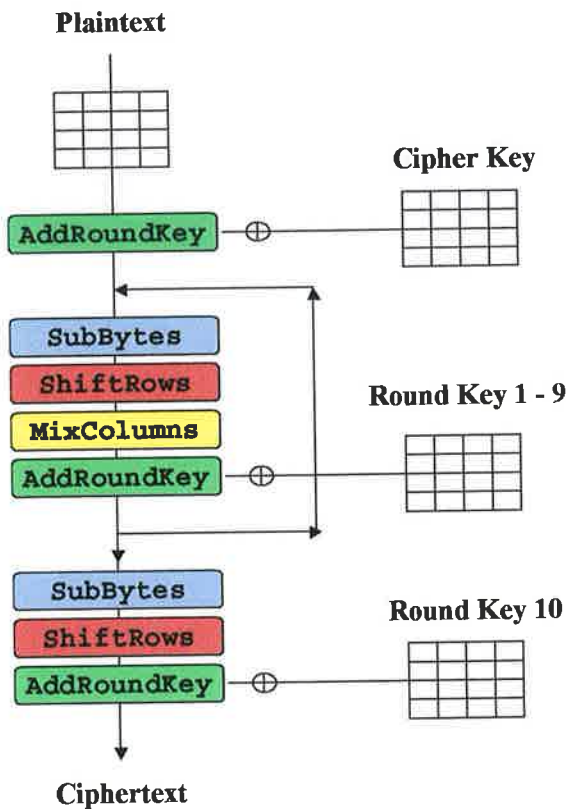 Plaintext
Cipher Key
AddRoundKey
SubBytes
ShiftRows
MixColumns
Round Key 1 - 9
AddRoundKey
SubBytes
ShiftRows
Round Key 10
AddRoundKey
Ciphertext